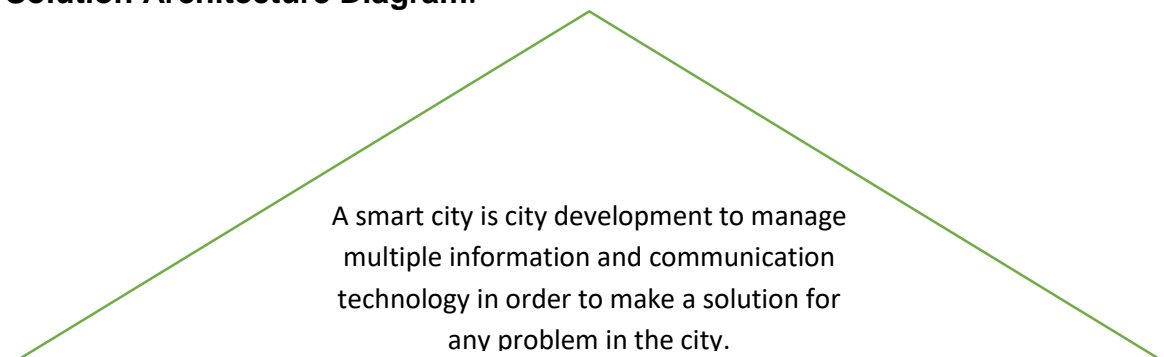 Solution Architecture Diagram:
A smart city is city development to manage
multiple information and communication
technology in order to make a solution for
any problem in the city.